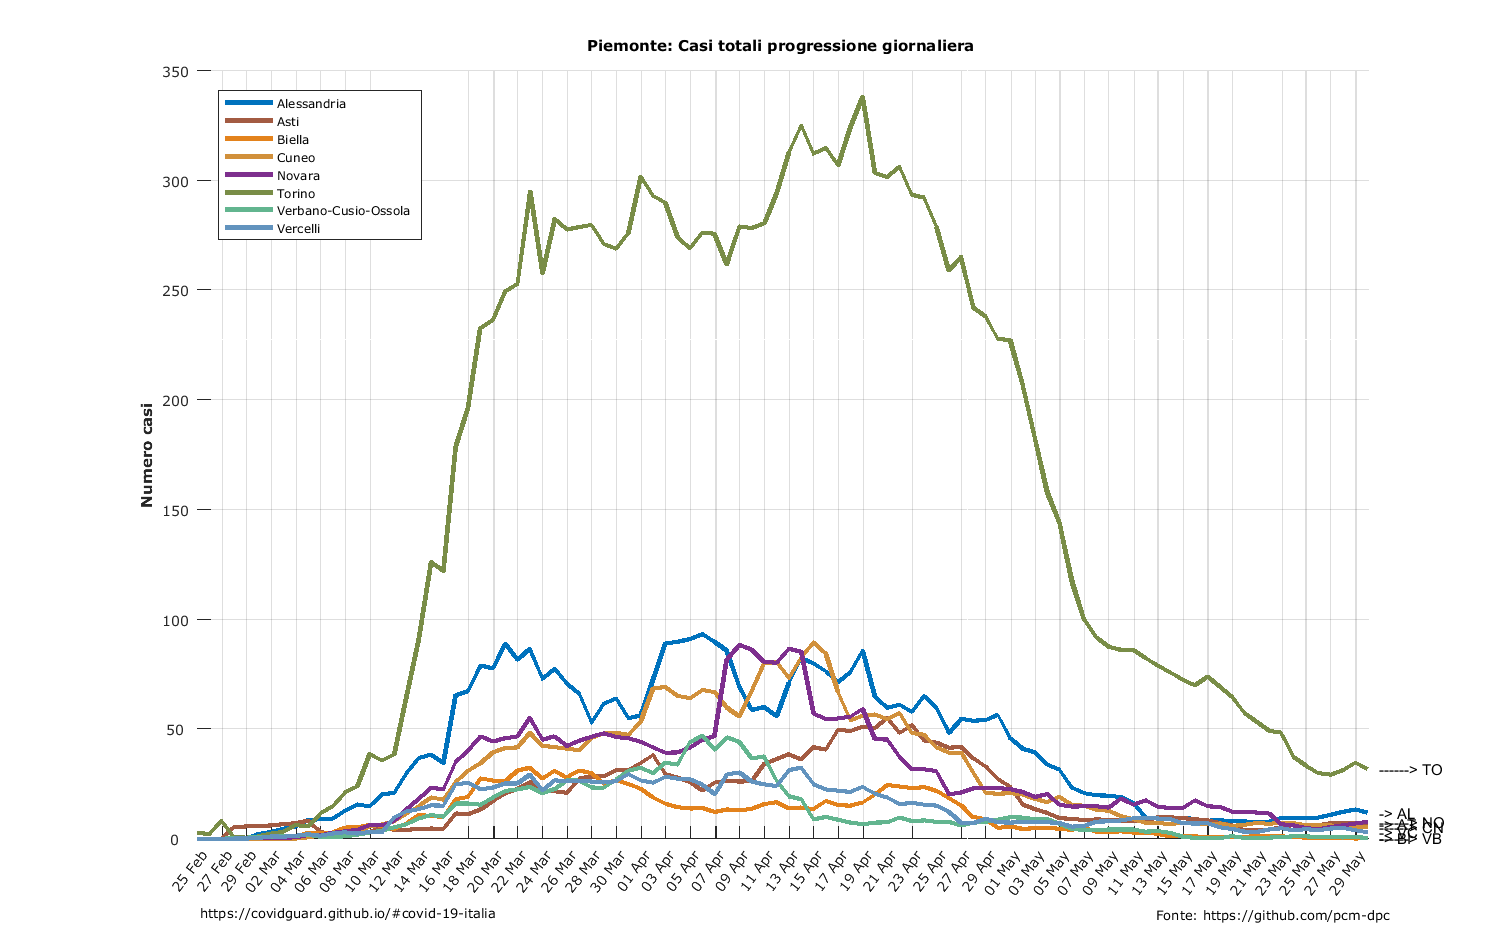 Piemonte: Casi totali progressione giornaliera
350
300
250
200
150
100
50
0
Numero casi
Alessandria
Asti
Biella
Cuneo
Novara
Torino
Verbano-Cusio-Ossola
Vercelli
------> TO
-> AL
NO
CN
VB
25 Feb
27 Feb
29 Feb
02 Mar
04 Mar
06 Mar
08 Mar
10 Mar
12 Mar
14 Mar
16 Mar
18 Mar
20 Mar
22 Mar
24 Mar
26 Mar
28 Mar
30 Mar
01 Apr
03 Apr
05 Apr
07 Apr
09 Apr
11 Apr
13 Apr
15 Apr
17 Apr
19 Apr
21 Apr
23 Apr
25 Apr
27 Apr
29 Apr
01 May
03 May
05 May
07 May
09 May
11 May
13 May
15 May
17 May
19 May
21 May
23 May
25 May
27 May
29 May
https://covidguard.github.io/#covid-19-italia
Fonte: https://github.com/pcm-dpc